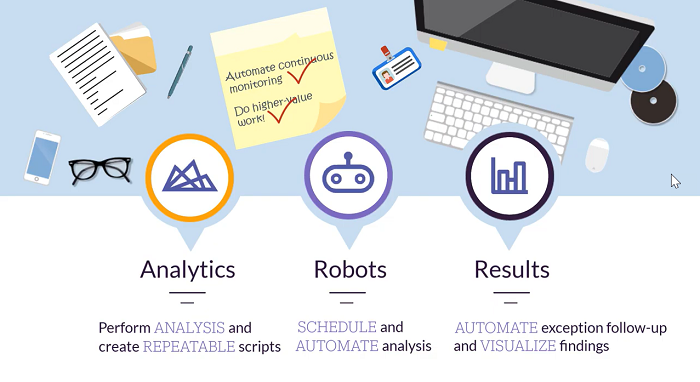 Automate continuous
monitoring
Do higher-value
work!
Analytics
Robots
Results
Perform ANALYSIS and
create REPEATABLE scripts
SCHEDULE and
AUTOMATE analysis
AUTOMATE exception follow-up
and VISUALIZE findings